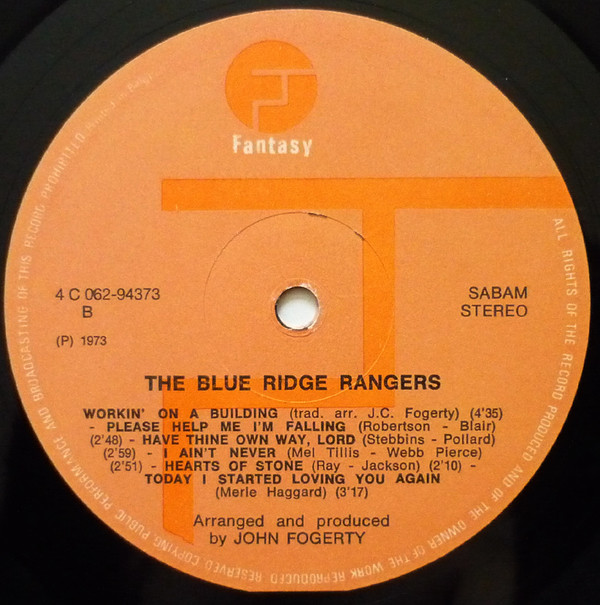 Fantasy
4 C 062-94373
B
(P) 1973
SABAM
STEREO
THE BLUE RIDGE RANGERS
WORKIN' ON A BUILDING (trad. arr. J.C. Fogerty) (4'35)
- PLEASE HELP ME I'M FALLING (Robertson - Blair)
(2'48) - HAVE THINE OWN WAY, LORD (Stebbins - Pollard)
(2'59) - I AIN'T NEVER (Mel Tillis - Webb Pierce)
(2'51) - HEARTS OF STONE (Ray - Jackson) (2'10) -
TODAY I STARTED LOVING YOU AGAIN
(Merle Haggard) (3'17)
Arranged and produced
by JOHN FOGERTY
ALL RIGHTS OF THE RECORD PRODUCED AND OF THE OWNER OF THE WORK REPRODUCED RESERVED COPYING PUBLIC PERFORMANCE AND BROADCASTING OF THIS RECORD PROHIBITED